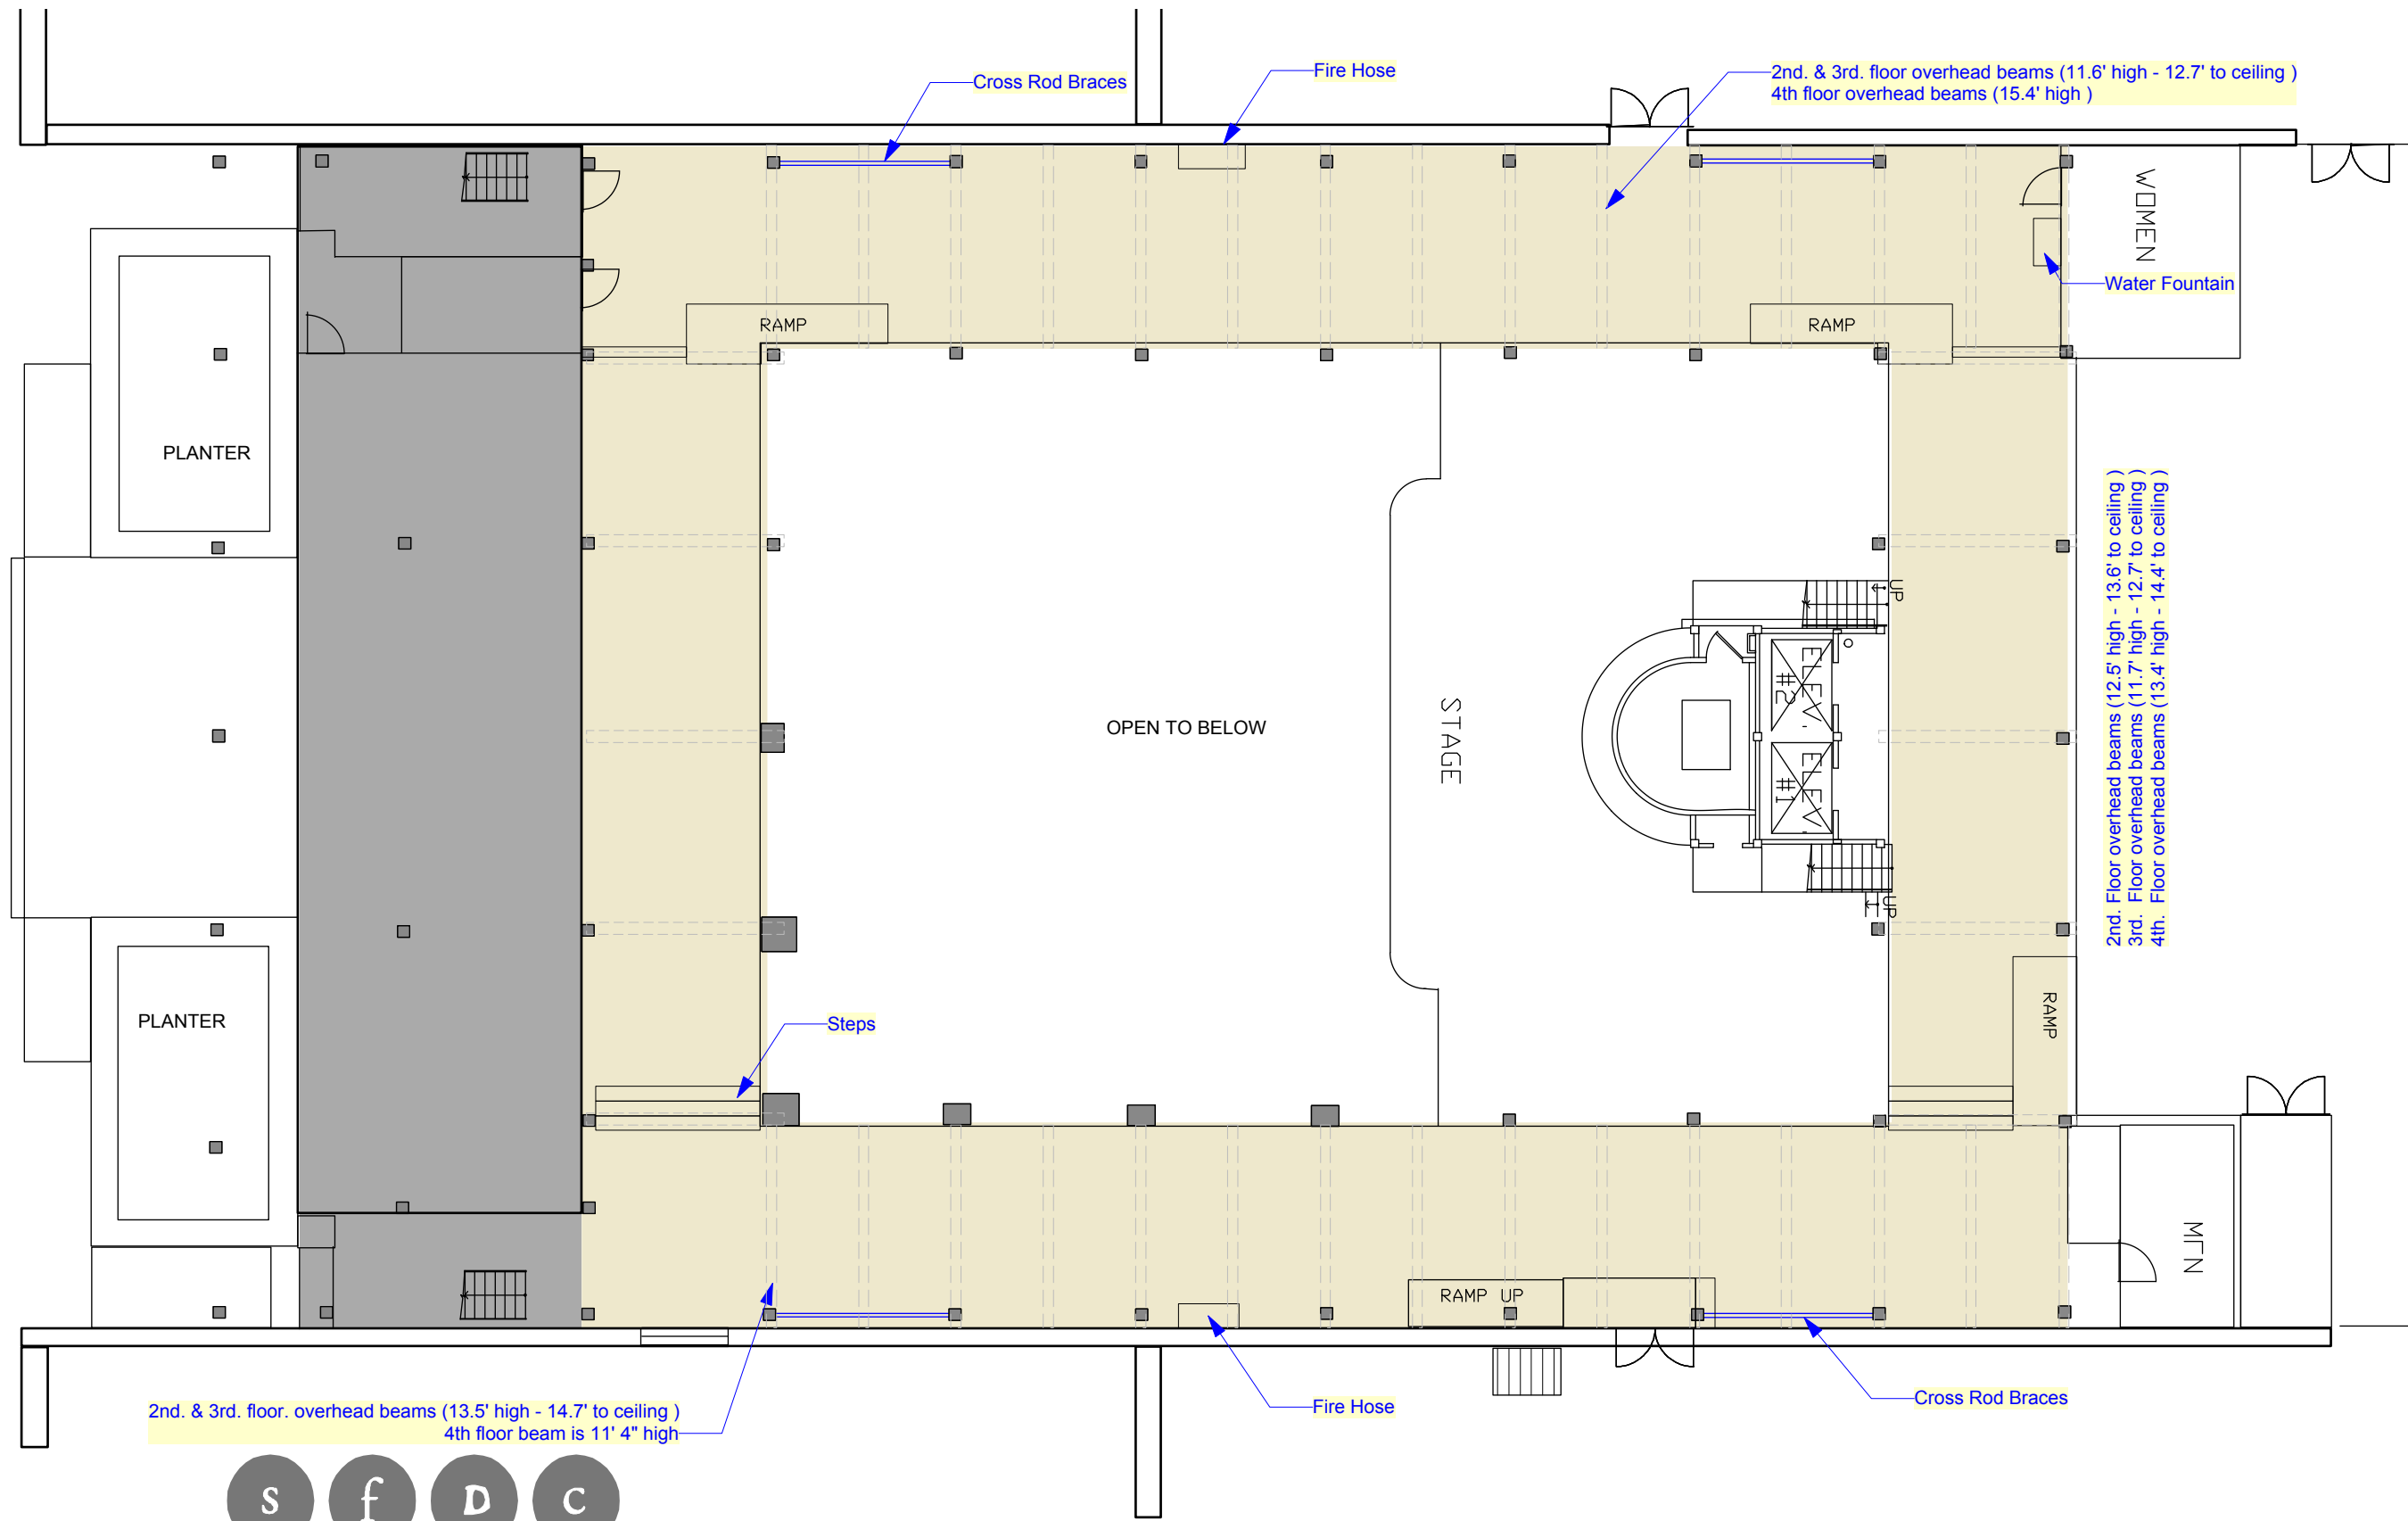 Cross Rod Braces
Fire Hose
2nd. & 3rd. floor overhead beams (11.6' high - 12.7' to ceiling )
4th floor overhead beams (15.4' high )
WOMEN
Water Fountain
RAMP
RAMP
PLANTER
2nd. Floor overhead beams (12.5' high - 13.6' to ceiling )
3rd. Floor overhead beams (11.7' high - 12.7' to ceiling )
4th. Floor overhead beams (13.4' high - 14.4' to ceiling )
UP
ELEV.
#2
OPEN TO BELOW
STAGE
ELEV.
#1
UP
PLANTER
Steps
RAMP
MEN
RAMP UP
2nd. & 3rd. floor. overhead beams (13.5' high - 14.7' to ceiling )
4th floor beam is 11' 4" high
Fire Hose
Cross Rod Braces
s f D c